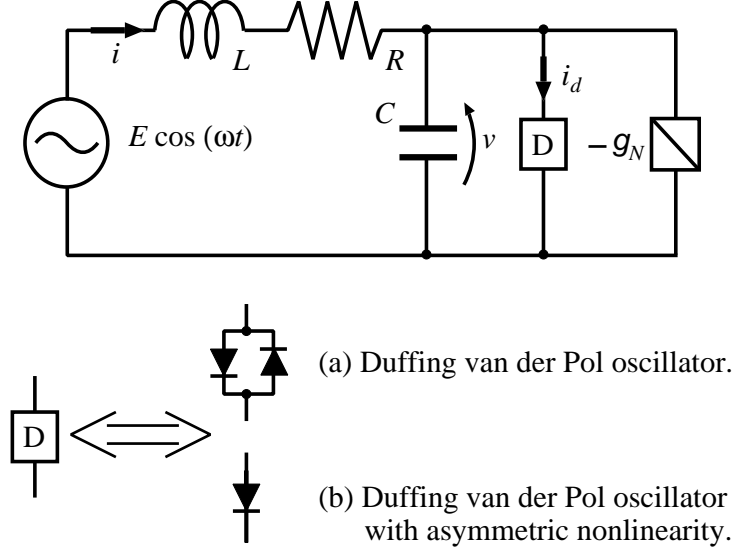 i
L
R
i_d
E cos (ωt)
C
v
D
– g_N
(a) Duffing van der Pol oscillator.
D
(b) Duffing van der Pol oscillator
with asymmetric nonlinearity.